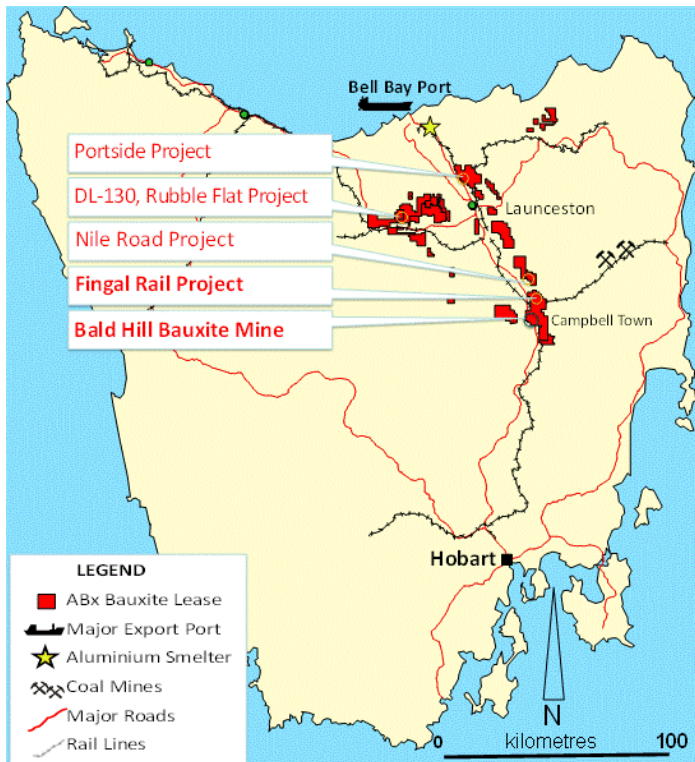 Bell Bay Port
Portside Project
DL-130, Rubble Flat Project
Launceston
Nile Road Project
Fingal Rail Project
Bald Hill Bauxite Mine
Campbell Town
Hobart
LEGEND
ABx Bauxite Lease
Major Export Port
Aluminium Smelter
Coal Mines
Major Roads
Rail Lines
N
0 kilometres 100